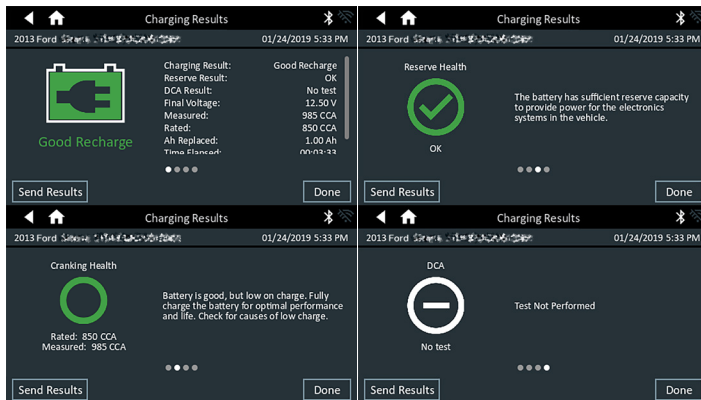 Charging Results
2013 Ford
01/24/2019 5:33 PM
Good Recharge
Charging Result: Good Recharge
Reserve Result: OK
DCA Result: No test
Final Voltage: 12.50 V
Measured: 985 CCA
Rated: 850 CCA
Ah Replaced: 1.00 Ah
Time Elapsed: 00:03:33
Send Results
Done
Charging Results
2013 Ford
01/24/2019 5:33 PM
Reserve Health
OK
The battery has sufficient reserve capacity
to provide power for the electronics
systems in the vehicle.
Send Results
Done
Charging Results
2013 Ford
01/24/2019 5:33 PM
Cranking Health
Rated: 850 CCA
Measured: 985 CCA
Battery is good, but low on charge. Fully
charge the battery for optimal performance
and life. Check for causes of low charge.
Send Results
Done
Charging Results
2013 Ford
01/24/2019 5:33 PM
DCA
No test
Test Not Performed
Send Results
Done